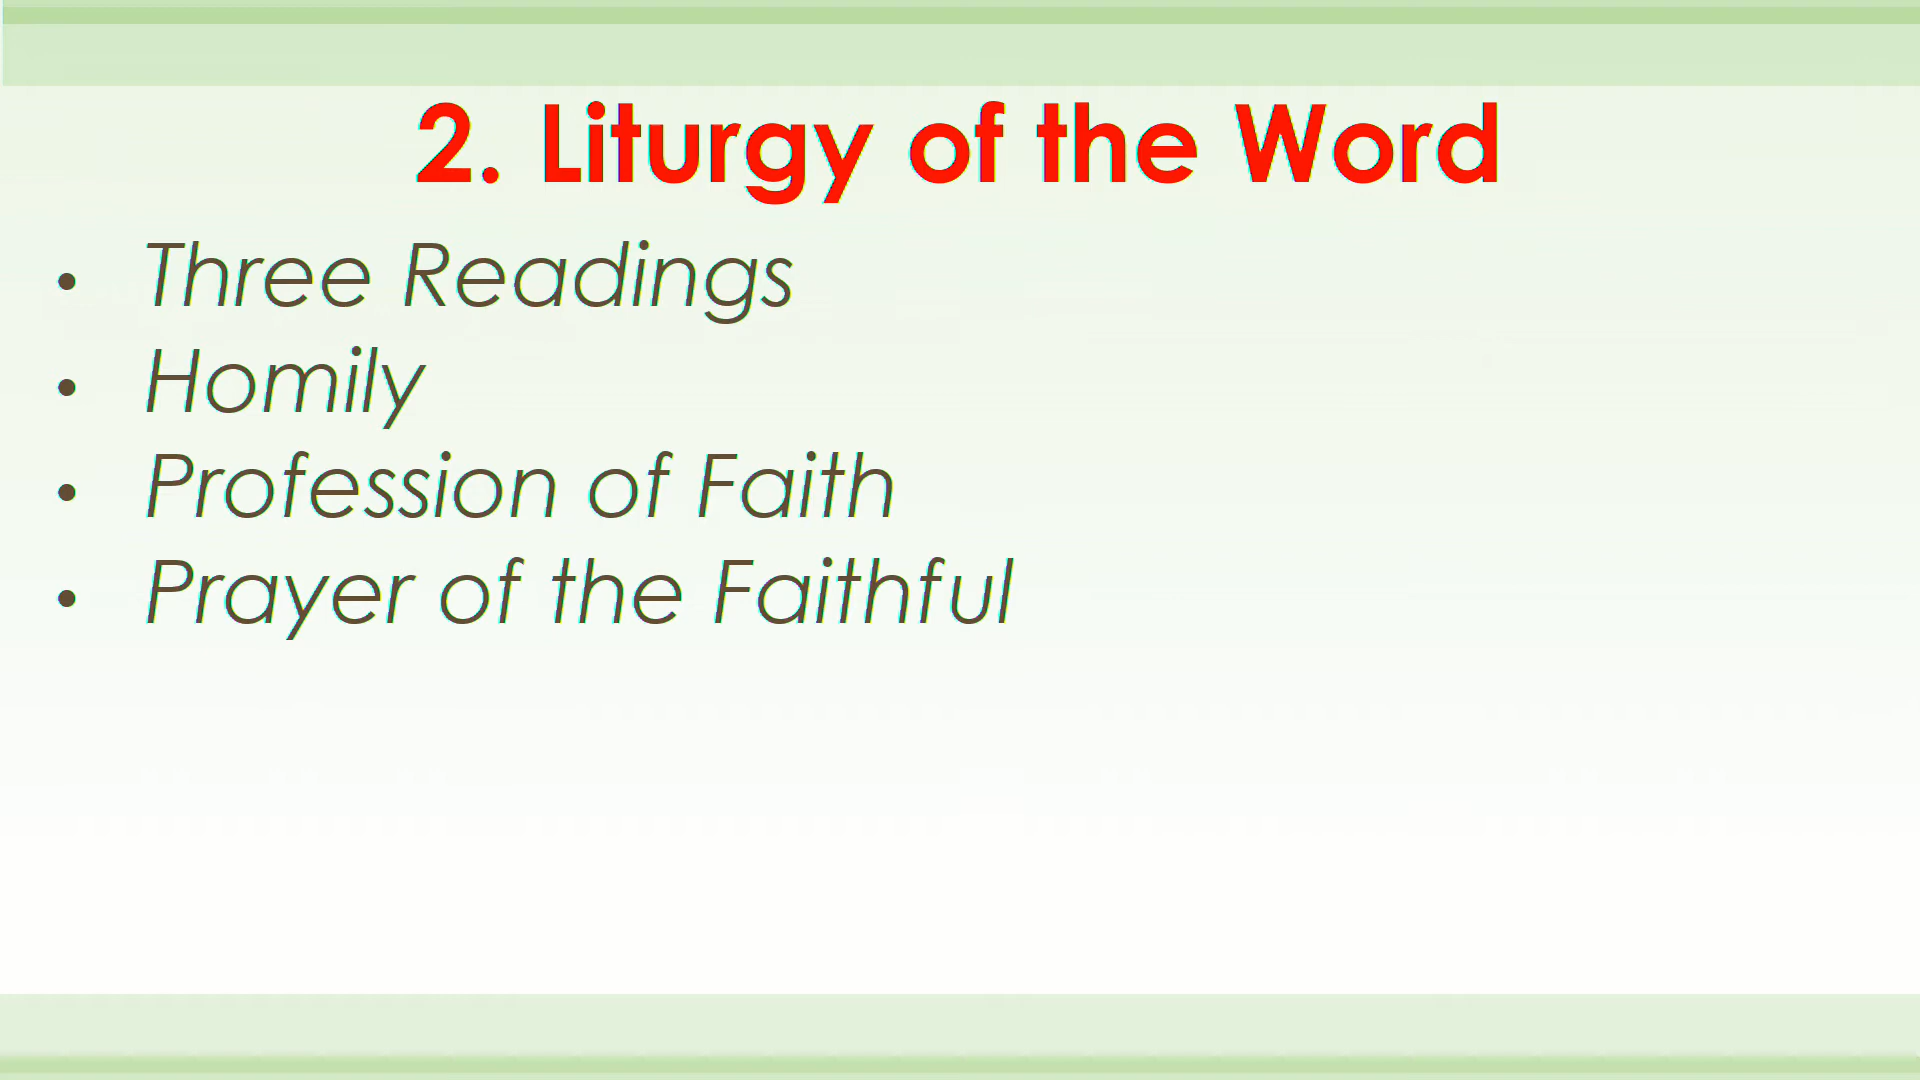 2. Liturgy of the Word
• Three Readings
• Homily
• Profession of Faith
• Prayer of the Faithful